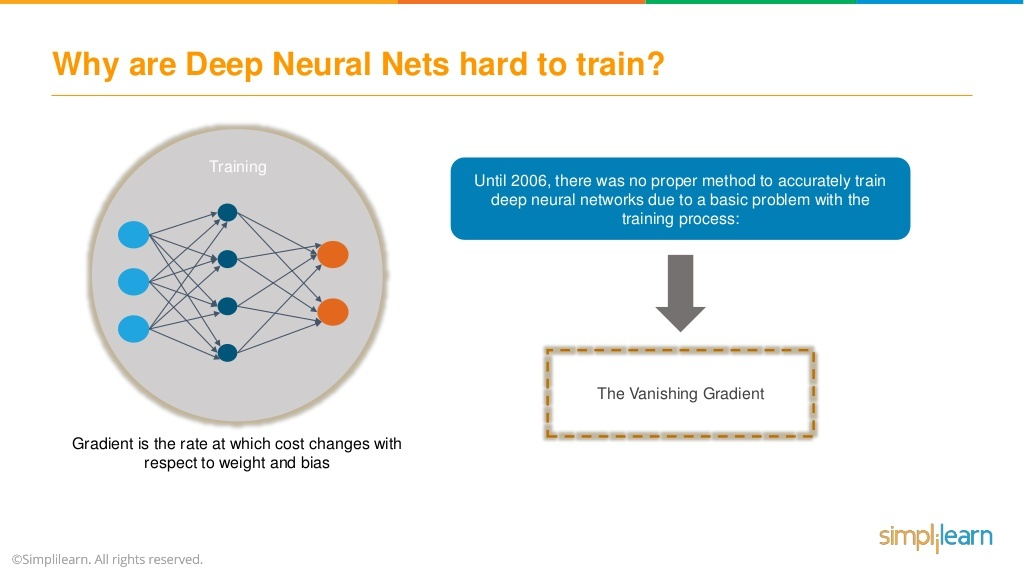 Why are Deep Neural Nets hard to train?
Training
Gradient is the rate at which cost changes with
respect to weight and bias
Until 2006, there was no proper method to accurately train
deep neural networks due to a basic problem with the
training process:
The Vanishing Gradient
©Simplilearn. All rights reserved.
simplilearn